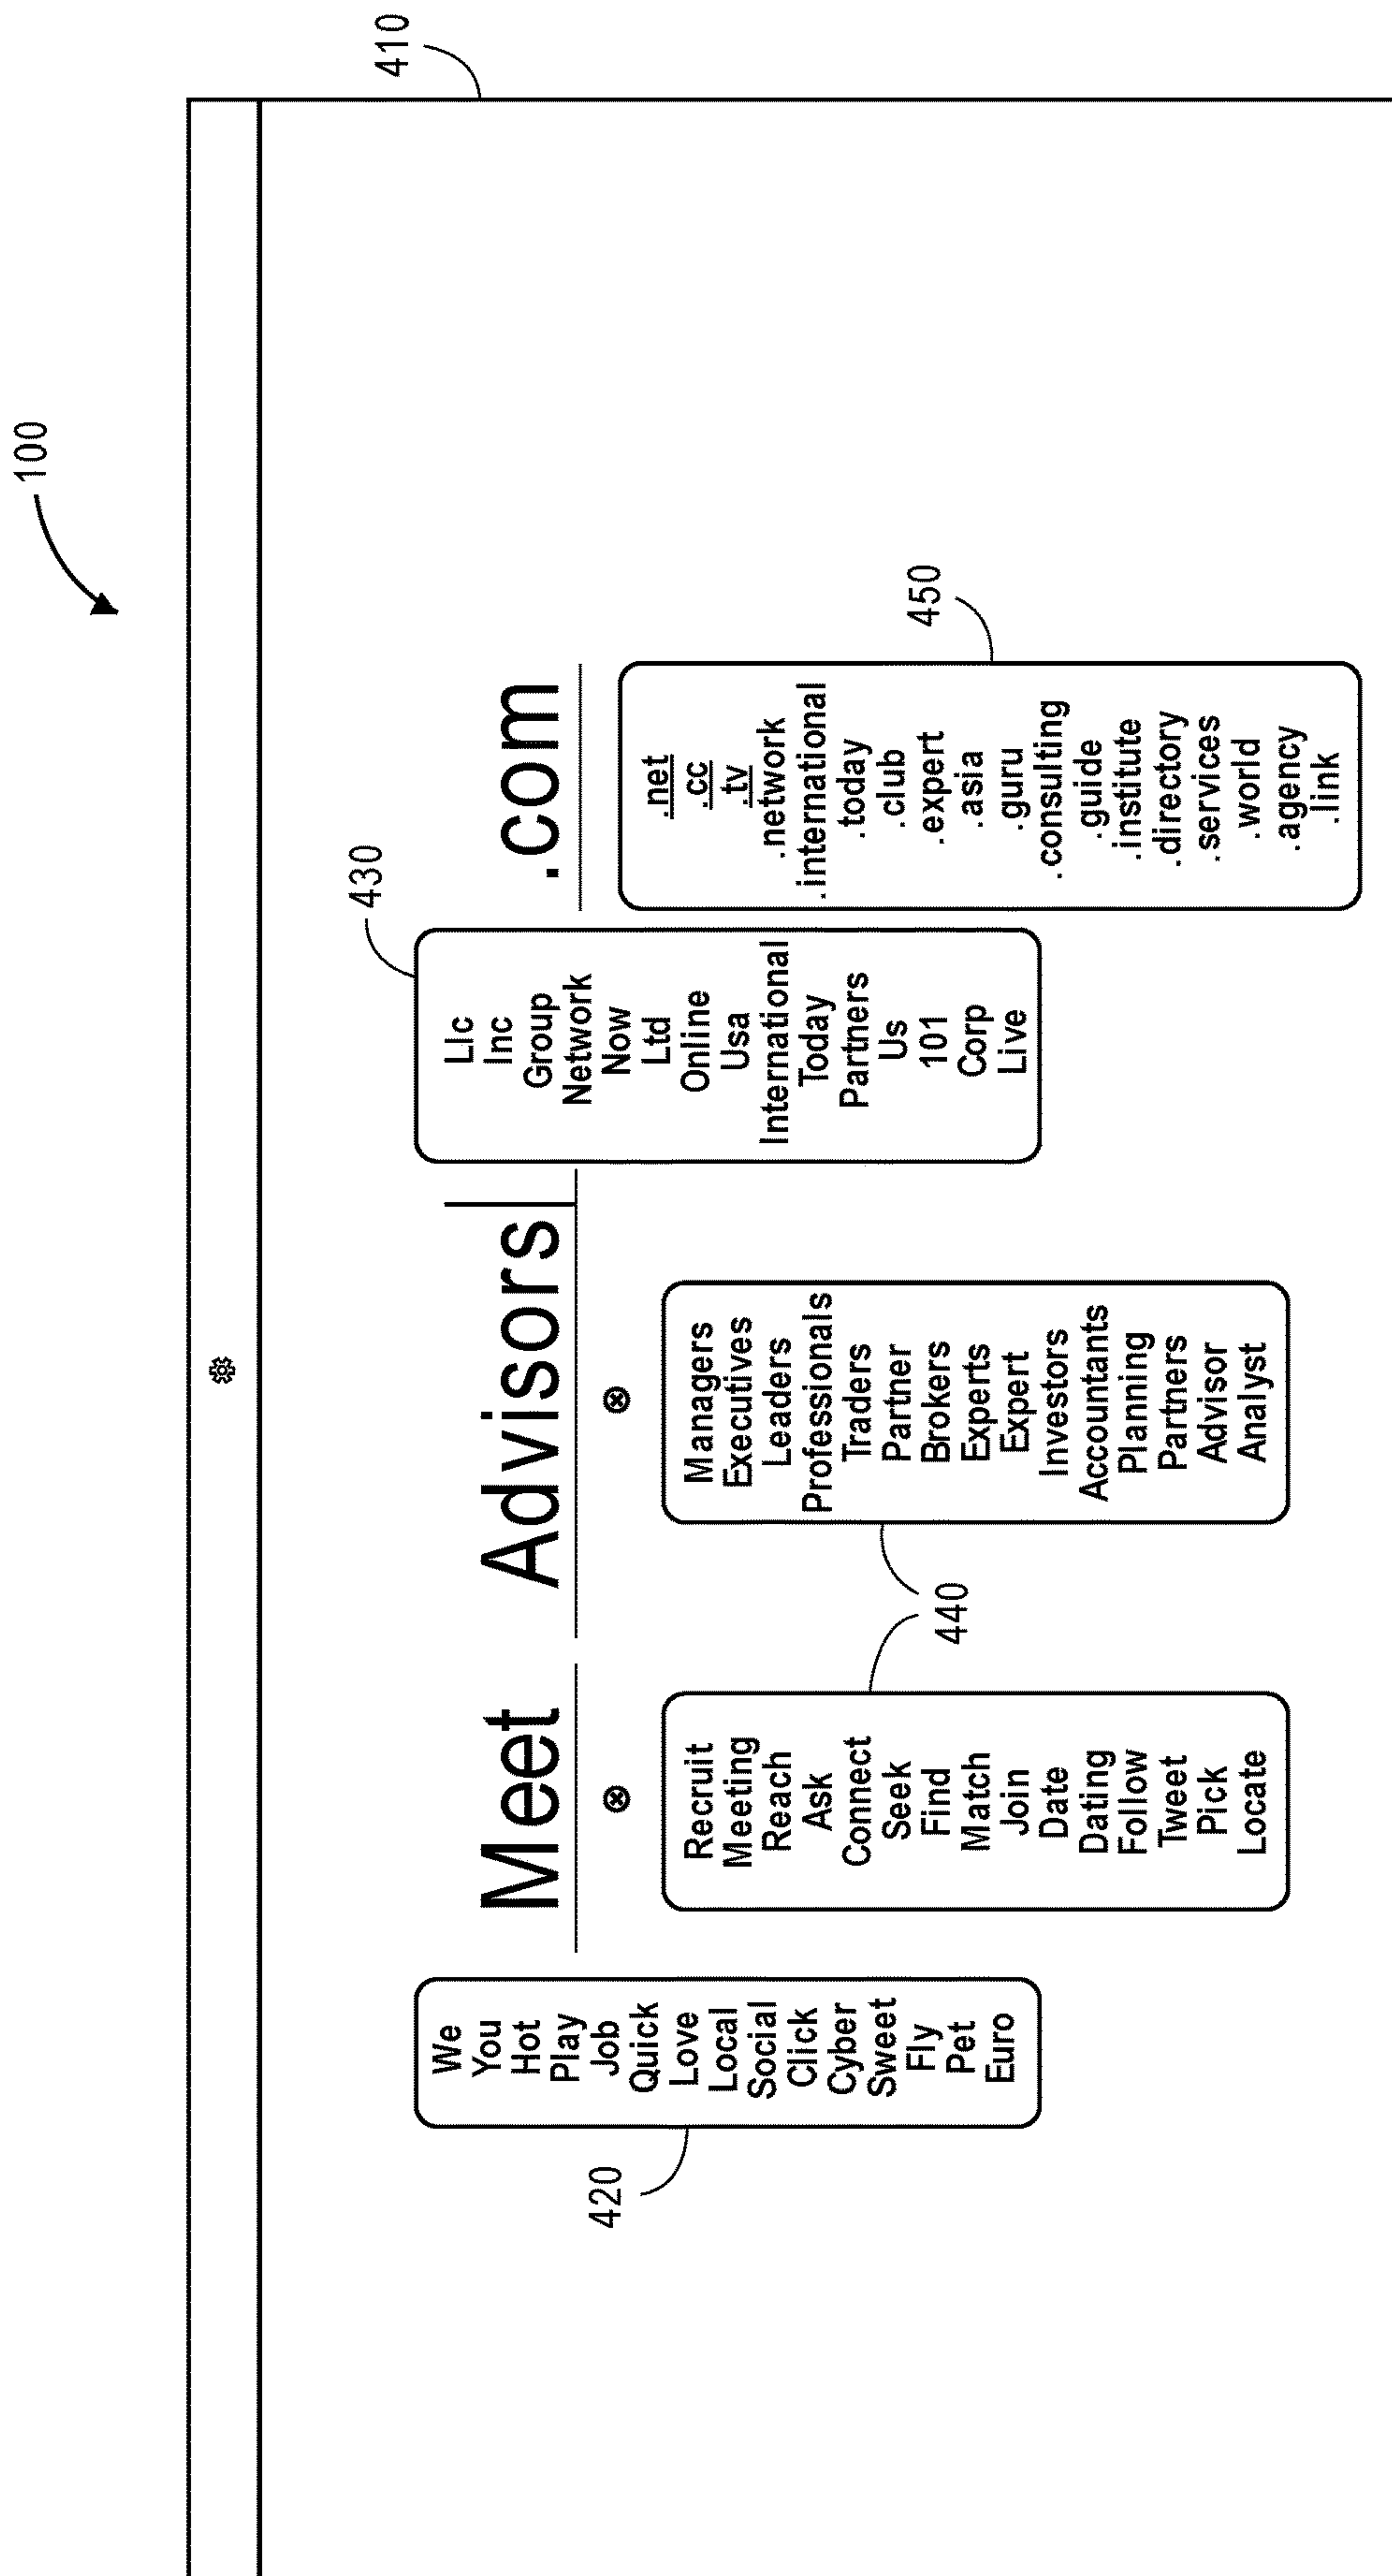 100
410
Meet Advisors .com
420
We
You
Hot
Play
Job
Quick
Love
Local
Social
Click
Cyber
Sweet
Fly
Pet
Euro
Recruit
Meeting
Reach
Ask
Connect
Seek
Find
Match
Join
Date
Dating
Follow
Tweet
Pick
Locate
440
Managers
Executives
Leaders
Professionals
Traders
Partner
Brokers
Experts
Expert
Investors
Accountants
Planning
Partners
Advisor
Analyst
430
Llc
Inc
Group
Network
Now
Ltd
Online
Usa
International
Today
Partners
Us
101
Corp
Live
450
.net
.cc
.tv
.network
.international
.today
.club
.expert
.asia
.guru
.consulting
.guide
.institute
.directory
.services
.world
.agency
.link